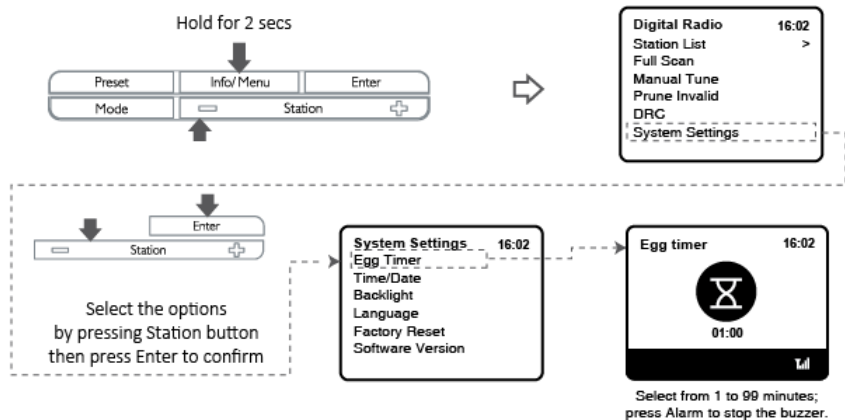 Hold for 2 secs
Preset Info/Menu Enter
Mode Station
Digital Radio 16:02
Station List >
Full Scan
Manual Tune
Prune Invalid
DRC
System Settings
Enter
Station
Select the options
by pressing Station button
then press Enter to confirm
System Settings 16:02
Egg Timer
Time/Date
Backlight
Language
Factory Reset
Software Version
Egg timer 16:02
01:00
Select from 1 to 99 minutes;
press Alarm to stop the buzzer.